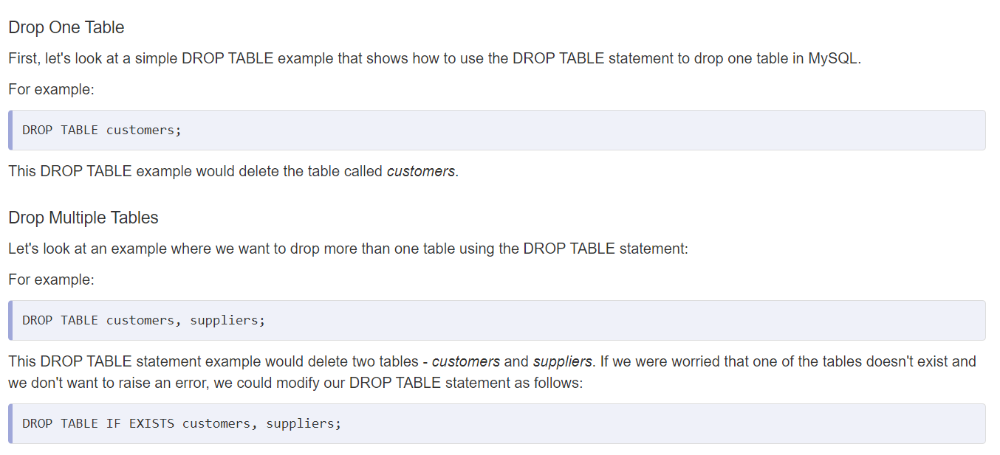 Drop One Table
First, let's look at a simple DROP TABLE example that shows how to use the DROP TABLE statement to drop one table in MySQL.
For example:
DROP TABLE customers;
This DROP TABLE example would delete the table called customers.
Drop Multiple Tables
Let's look at an example where we want to drop more than one table using the DROP TABLE statement:
For example:
DROP TABLE customers, suppliers;
This DROP TABLE statement example would delete two tables - customers and suppliers. If we were worried that one of the tables doesn't exist and
we don't want to raise an error, we could modify our DROP TABLE statement as follows:
DROP TABLE IF EXISTS customers, suppliers;